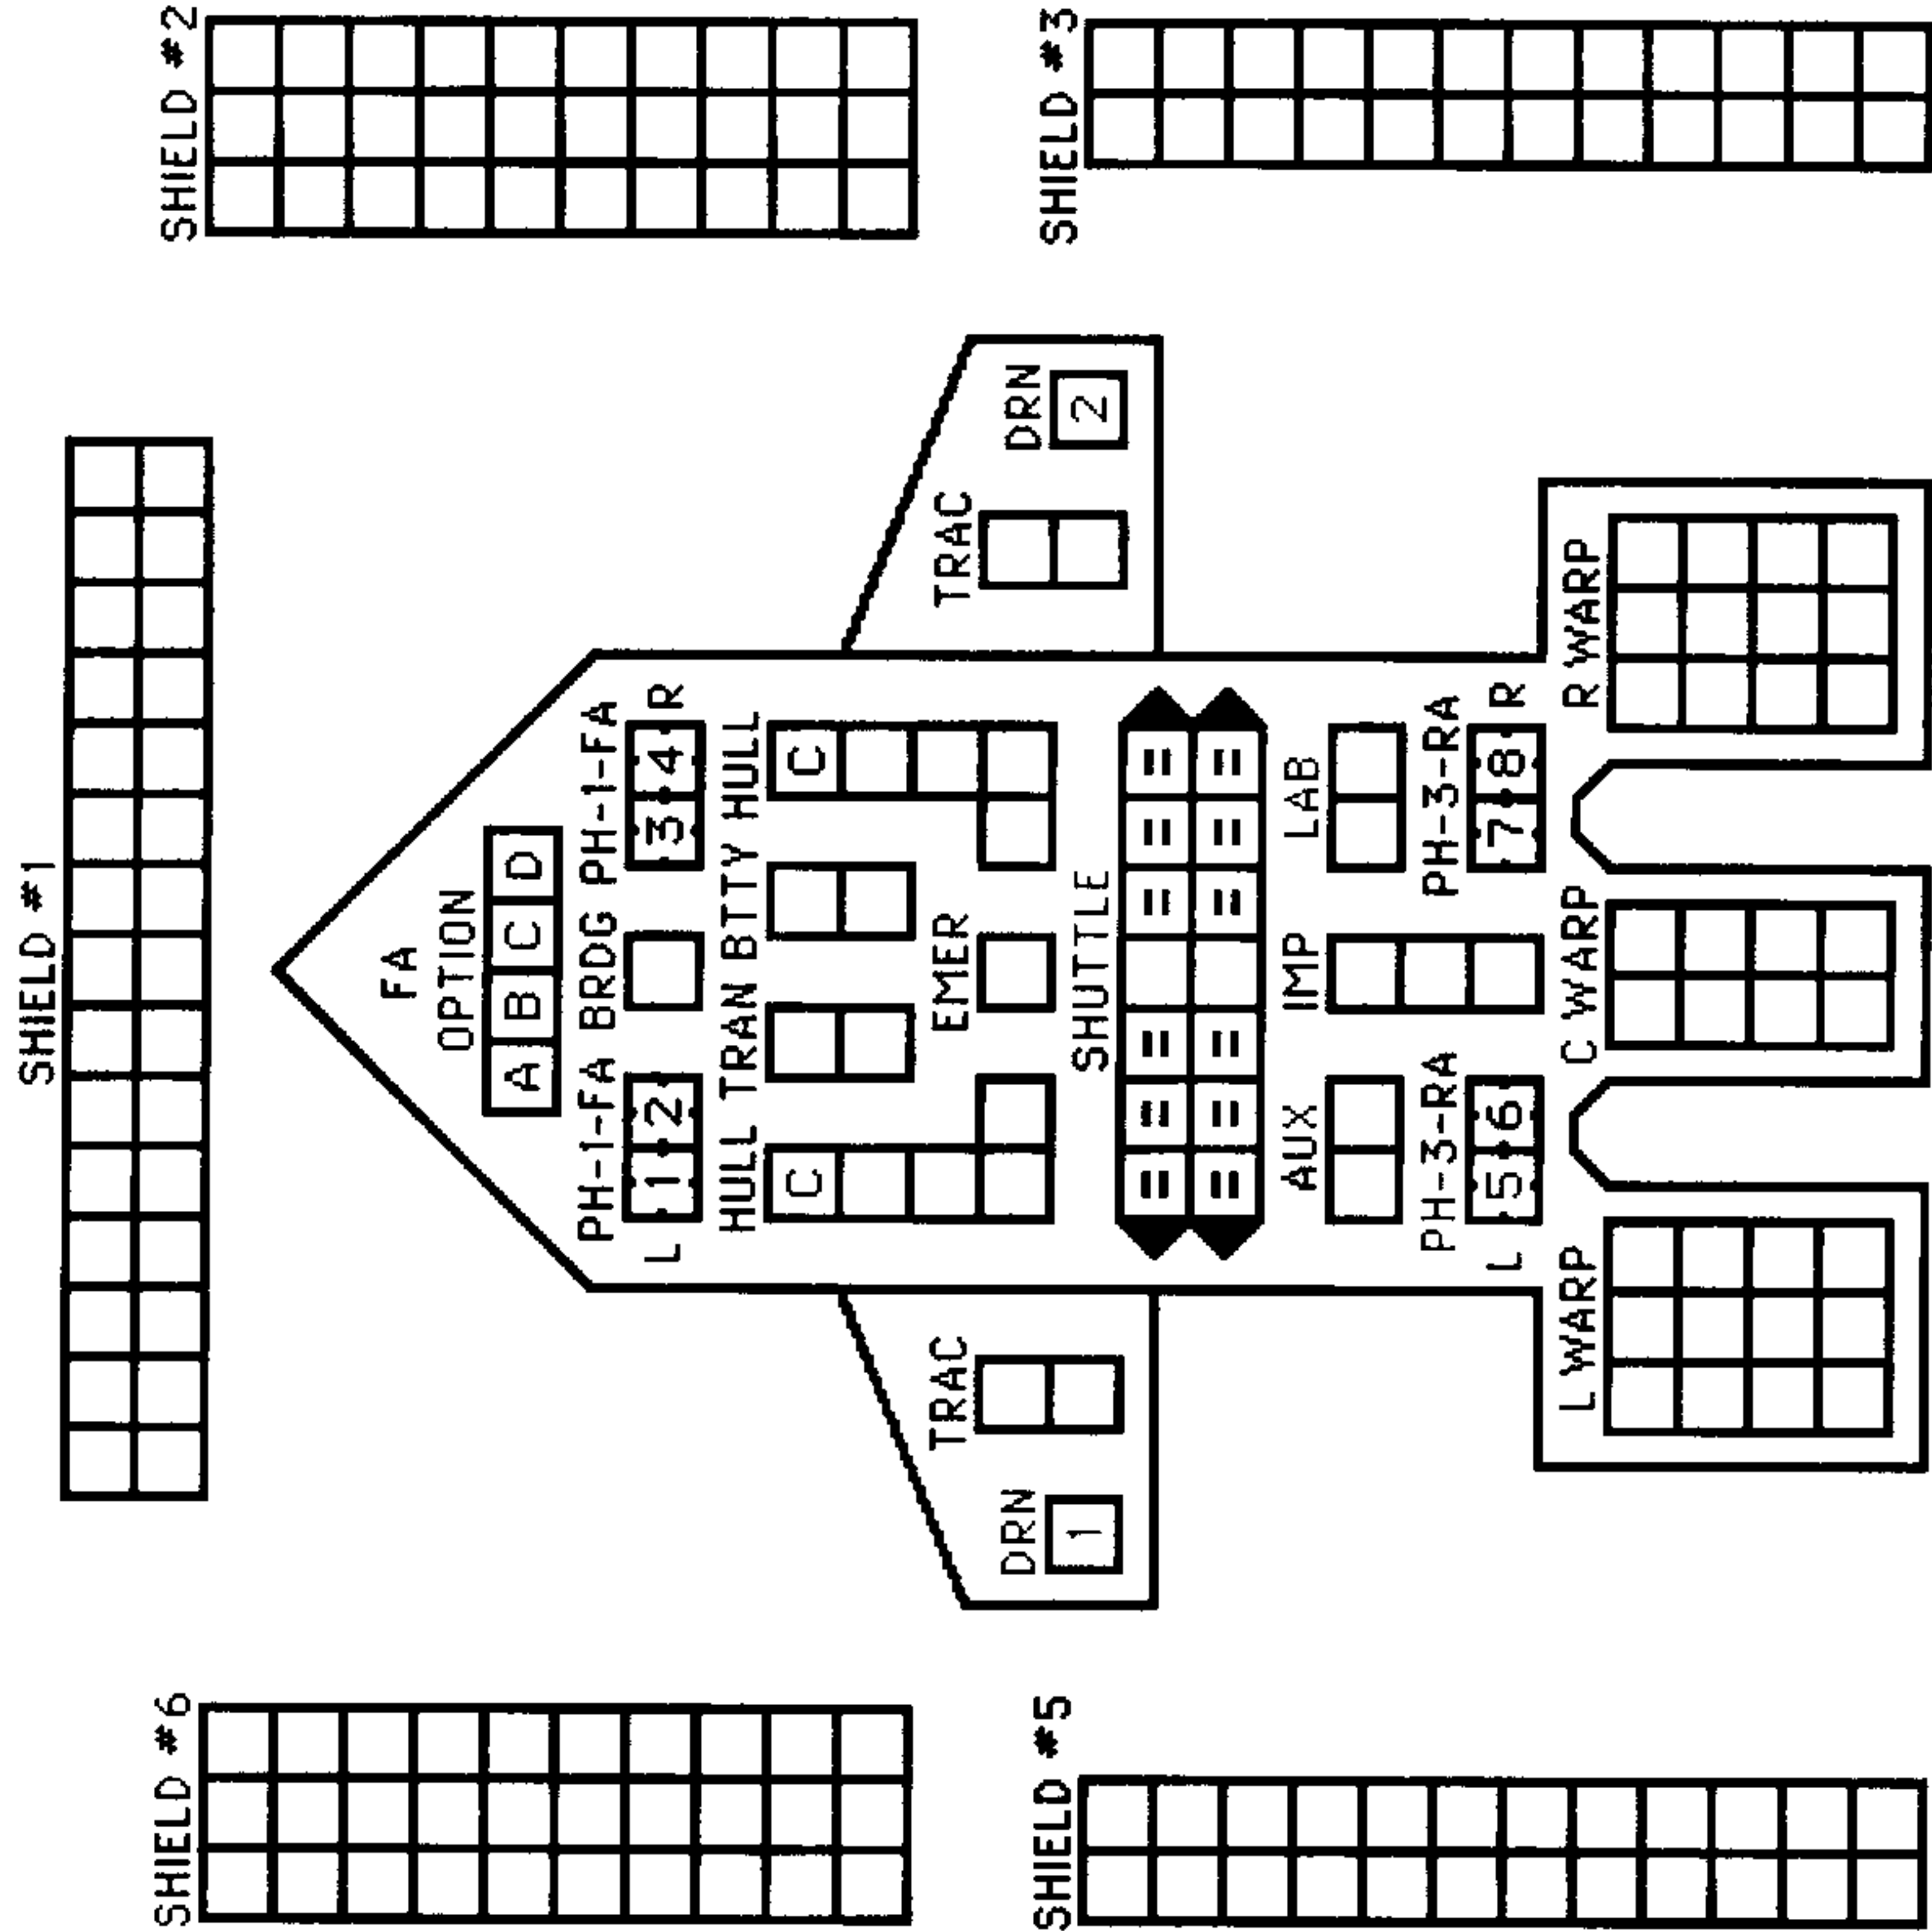 SHIELD #1
SHIELD #6
SHIELD #2
FA
OPTION
A B C D
PH-1-FA BRDG PH-1-FA
L 1 2 3 4 R
HULL TRAN BTTY HULL
C C
TRAC EMER TRAC
DRN DRN
1 2
SHIELD #5
SHIELD #3
SHUTTLE
= = = = = =
= = = = = =
AUX IMP LAB
PH-3-RA PH-3-RA
L 5 6 7 8 R
L WARP C WARP R WARP